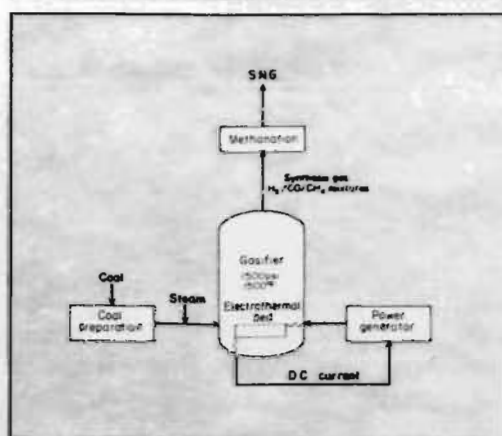 SNG
Methanation
Synthesis gas
H₂/CO/CH₄ mixtures
Gasifier
1500psi
Electrothermal
bed
Coal
Steam
Coal
preparation
Power
generator
DC current